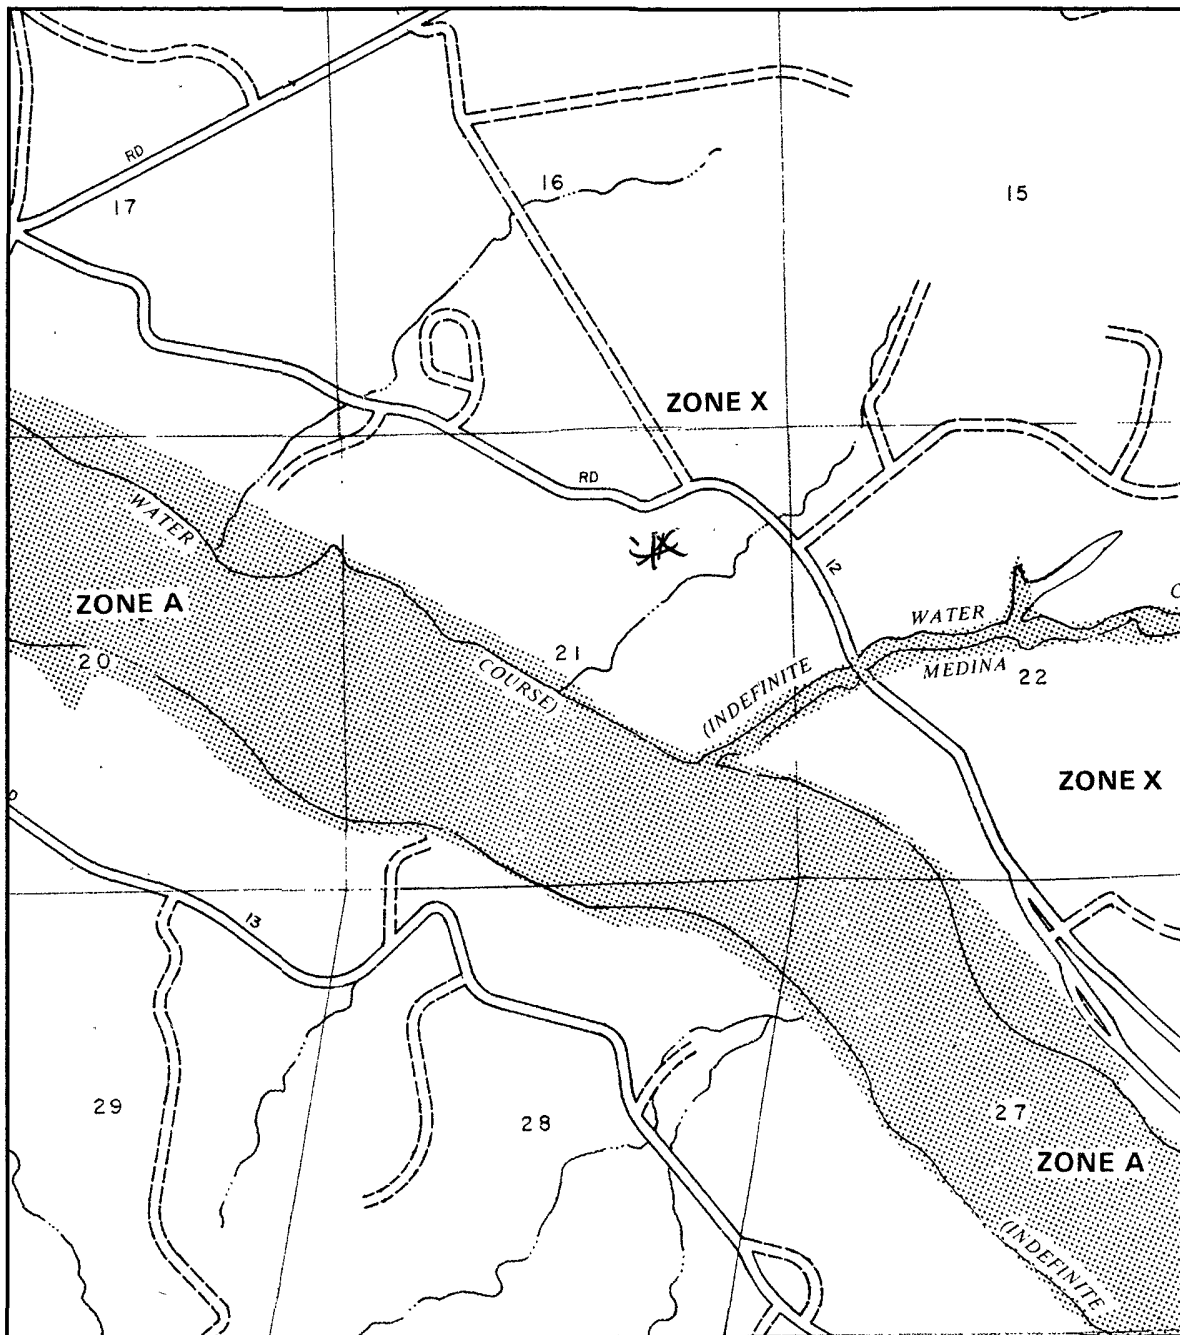 RD
17
16
15
ZONE X
RD
WATER
ZONE A
20
12
WATER
21
COURSE)
(INDEFINITE
MEDINA
22
ZONE X
13
29
28
27
ZONE A
(INDEFINITE